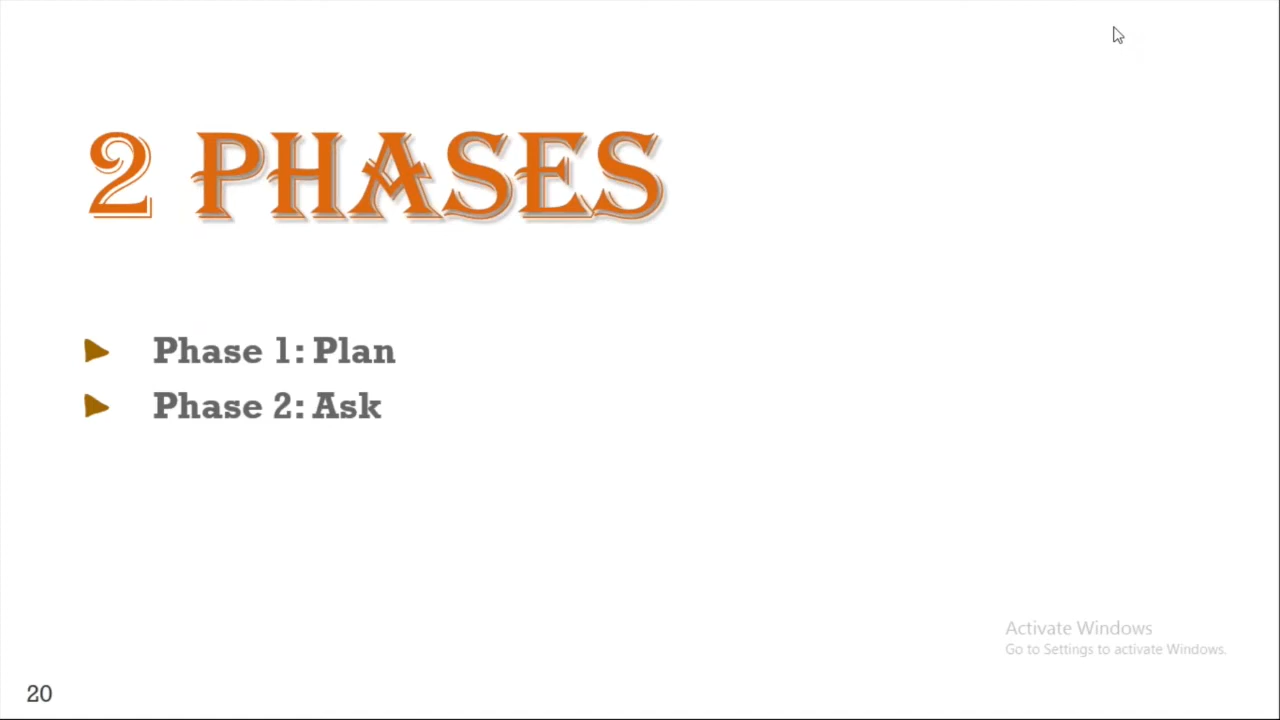 2 PHASES
Phase 1: Plan
Phase 2: Ask
Activate Windows
Go to Settings to activate Windows.
20